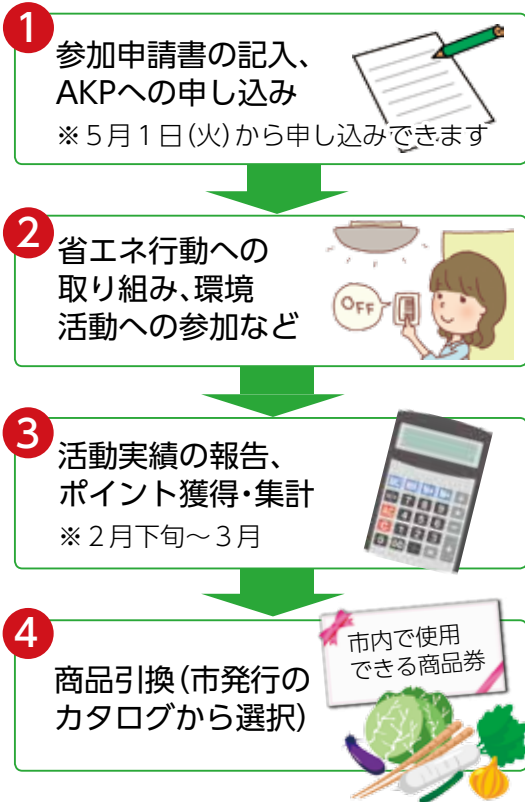 1
参加申請書の記入、
AKPへの申し込み
※5月1日(火)から申し込みできます
2
省エネ行動への
取り組み、環境
活動への参加など
OFF
3
活動実績の報告、
ポイント獲得・集計
※2月下旬～3月
4
商品引換(市発行の
カタログから選択)
市内で使用
できる商品券